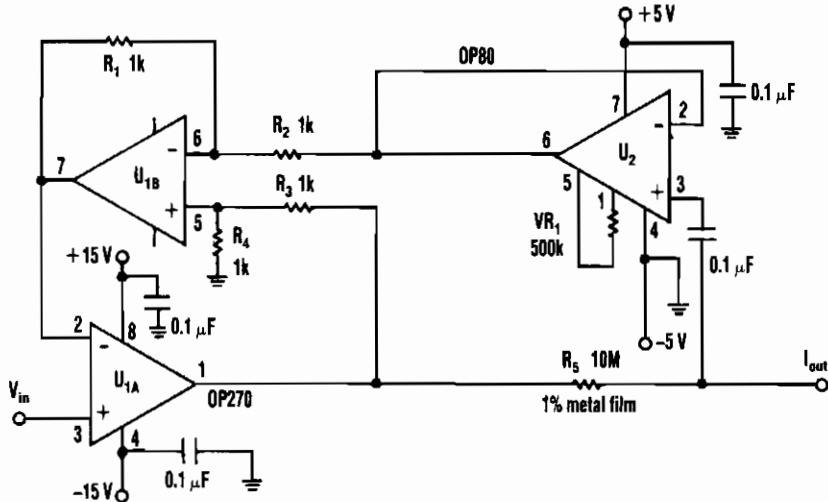 +5 V
OP80
R1 1k
7
0.1 µF
2
−
6
R2 1k
6
U2
−
7
U1B
R3 1k
5
1
+
3
+
5
VR1
500k
4
R4
1k
0.1 µF
+15 V
8
0.1 µF
−5 V
2
−
U1A
1
R5 10M
Iout
Vin
OP270
1% metal film
+
3
4
0.1 µF
−15 V